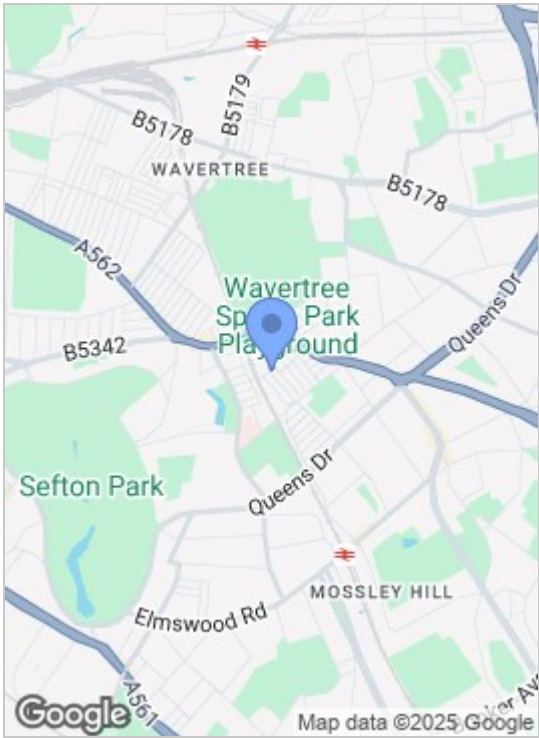 B5179
B5178
WAVERTREE
B5178
A562
Wavertree
Playground
Queens Dr
B5342
Sefton Park
Queens Dr
MOSSLEY HILL
Elmswood Rd
A561
Google
Map data ©2025 Google